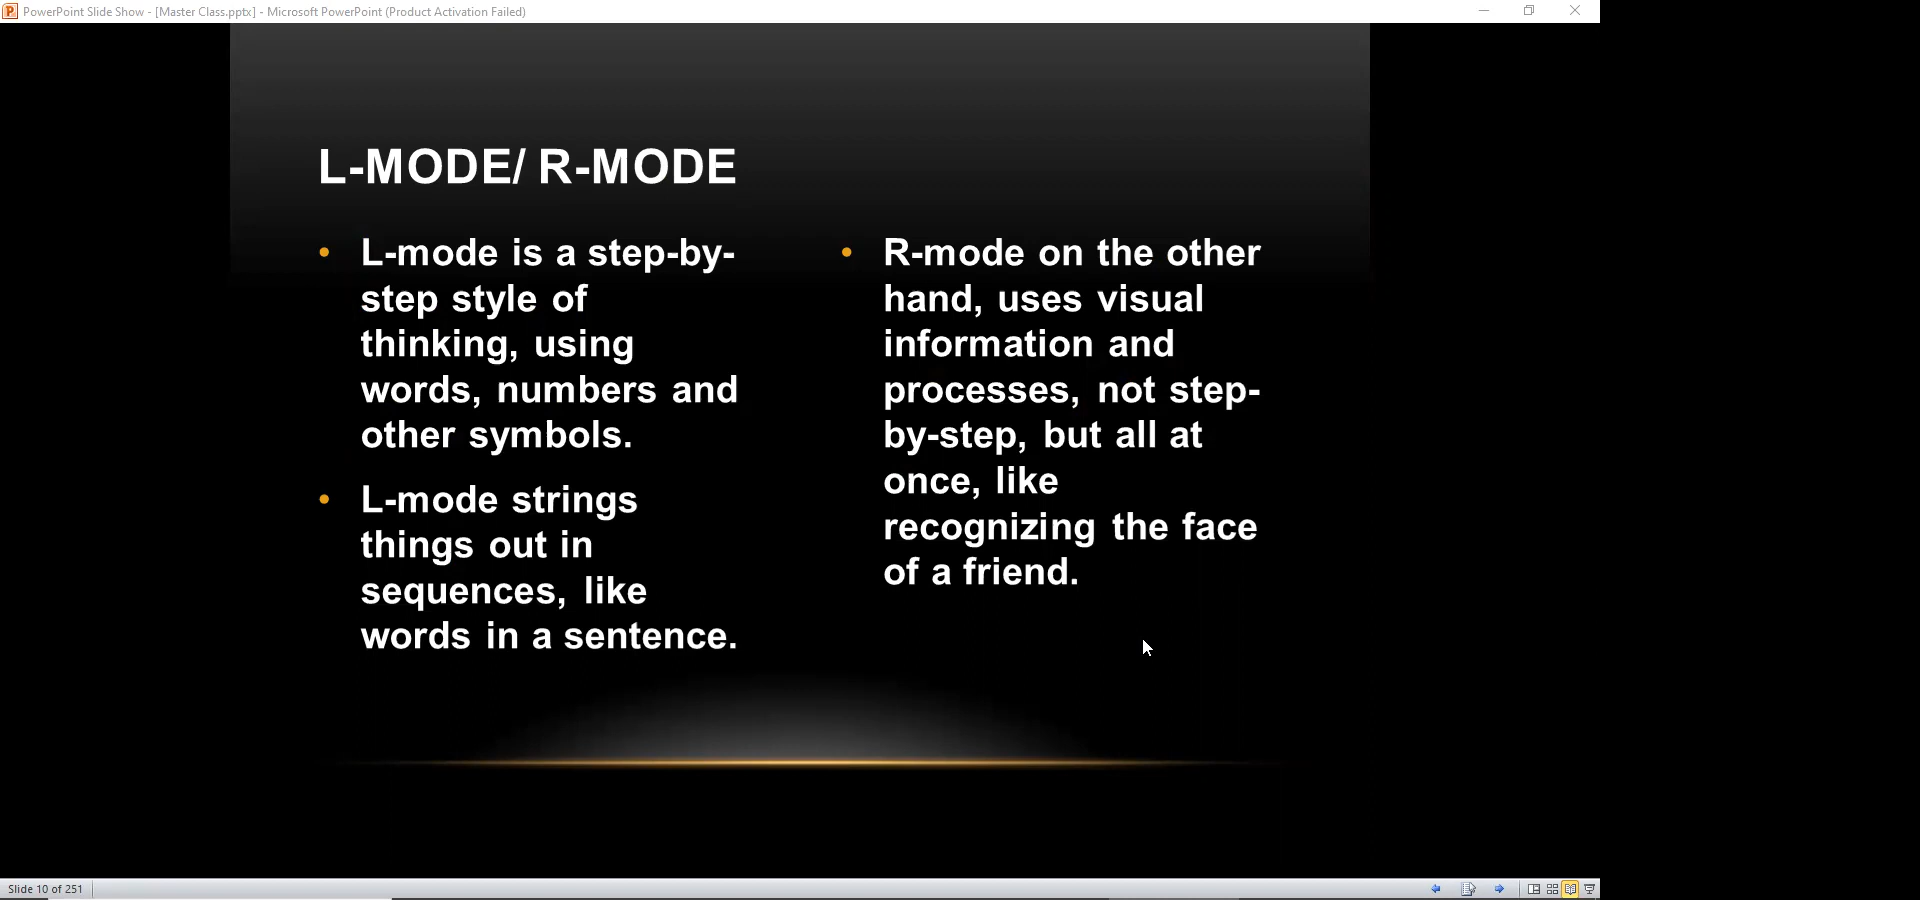 PowerPoint Slide Show - [Master Class.pptx] - Microsoft PowerPoint (Product Activation Failed)
L-MODE/ R-MODE
• L-mode is a step-by-
step style of
thinking, using
words, numbers and
other symbols.
• L-mode strings
things out in
sequences, like
words in a sentence.
• R-mode on the other
hand, uses visual
information and
processes, not step-
by-step, but all at
once, like
recognizing the face
of a friend.
Slide 10 of 251